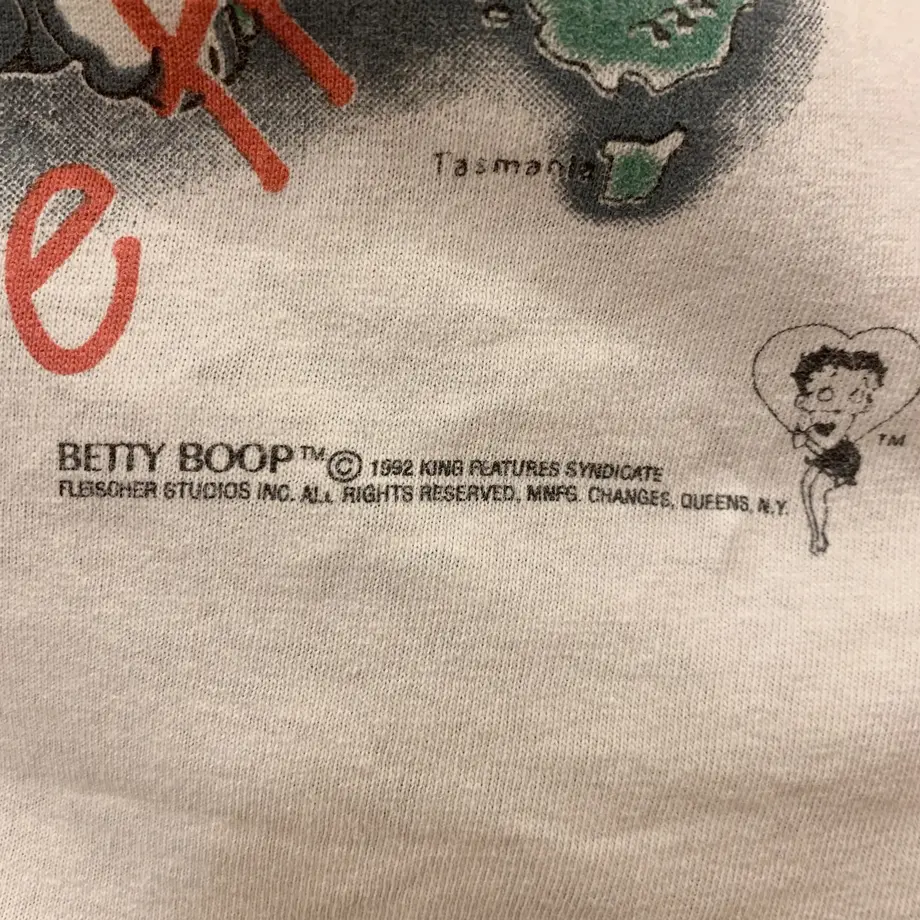 e
Tasmania
BETTY BOOP™ © 1992 KING FEATURES SYNDICATE
FLEISCHER STUDIOS INC. ALL RIGHTS RESERVED. MNFG. CHANGES, QUEENS, N.Y.
TM